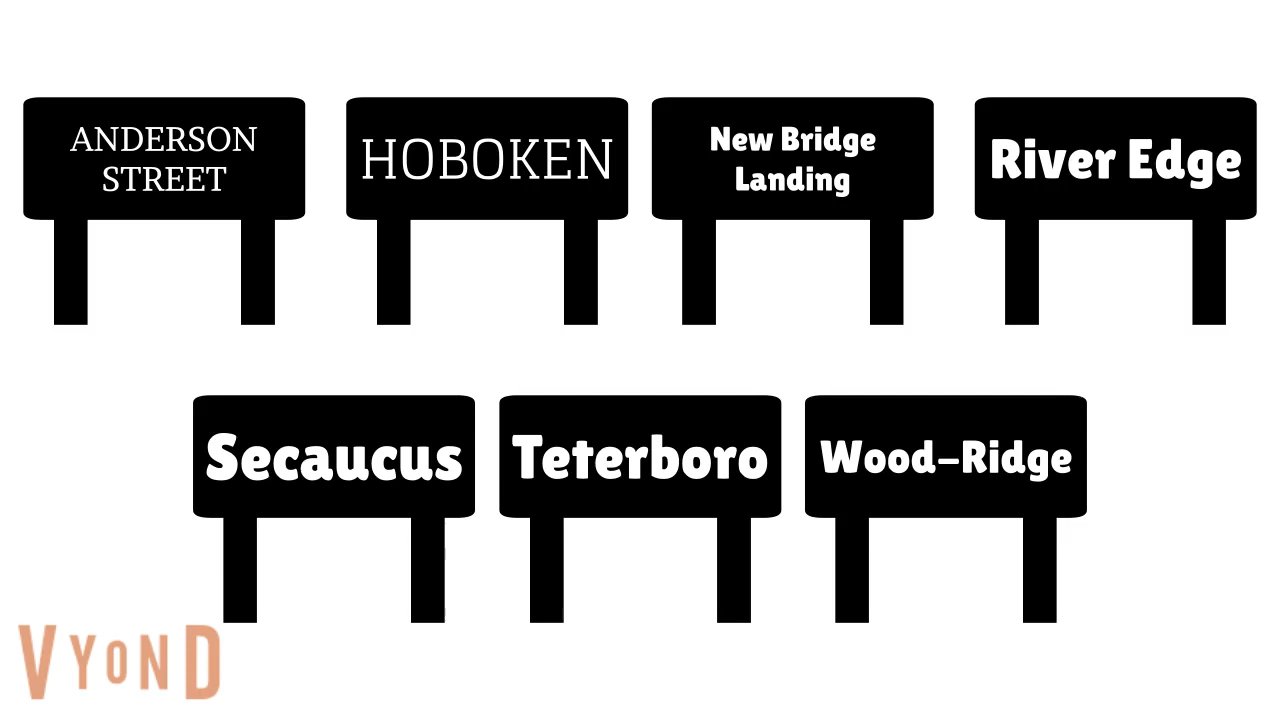 ANDERSON
STREET
HOBOKEN
New Bridge
Landing
River Edge
Secaucus
Teterboro
Wood-Ridge
VYOND